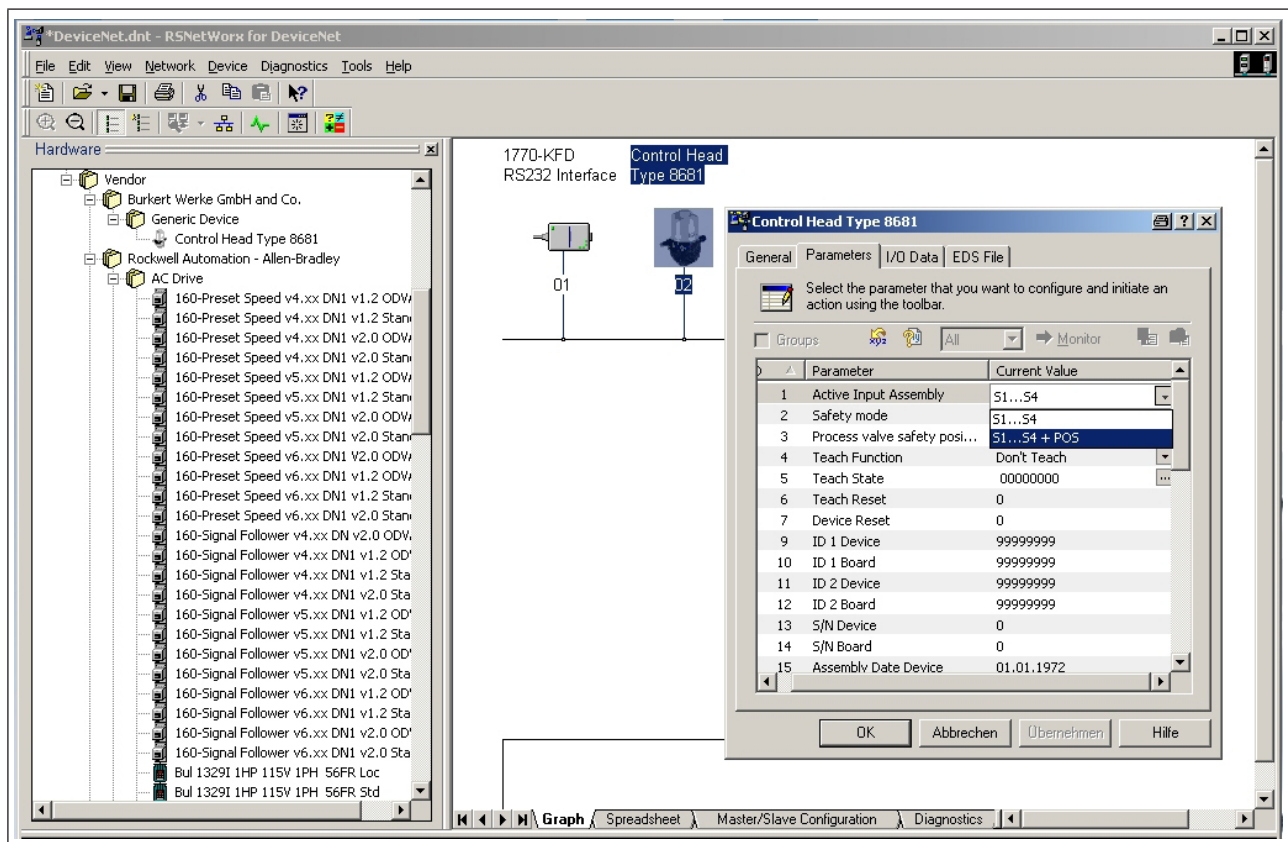 *DeviceNet.dnt - RSNetWorx for DeviceNet
File Edit View Network Device Diagnostics Tools Help
Hardware
Vendor
Burkert Werke GmbH and Co.
Generic Device
Control Head Type 8681
Rockwell Automation - Allen-Bradley
AC Drive
160-Preset Speed v4.xx DN1 v1.2 ODVA
160-Preset Speed v4.xx DN1 v1.2 Stan
160-Preset Speed v4.xx DN1 v2.0 ODVA
160-Preset Speed v4.xx DN1 v2.0 Stan
160-Preset Speed v5.xx DN1 v1.2 ODVA
160-Preset Speed v5.xx DN1 v1.2 Stan
160-Preset Speed v5.xx DN1 v2.0 ODVA
160-Preset Speed v5.xx DN1 v2.0 Stan
160-Preset Speed v6.xx DN1 V2.0 ODVA
160-Preset Speed v6.xx DN1 v1.2 ODVA
160-Preset Speed v6.xx DN1 v1.2 Stan
160-Preset Speed v6.xx DN1 v2.0 Stan
160-Signal Follower v4.xx DN v2.0 ODVA
160-Signal Follower v4.xx DN1 v1.2 OD
160-Signal Follower v4.xx DN1 v1.2 Sta
160-Signal Follower v4.xx DN1 v2.0 Sta
160-Signal Follower v5.xx DN1 v1.2 OD
160-Signal Follower v5.xx DN1 v1.2 Sta
160-Signal Follower v5.xx DN1 v2.0 OD
160-Signal Follower v5.xx DN1 v2.0 Sta
160-Signal Follower v6.xx DN1 v1.2 OD
160-Signal Follower v6.xx DN1 v1.2 Sta
160-Signal Follower v6.xx DN1 v2.0 OD
160-Signal Follower v6.xx DN1 v2.0 Sta
Bul 1329I 1HP 115V 1PH 56FR Loc
Bul 1329I 1HP 115V 1PH 56FR Std
1770-KFD
RS232 Interface
Control Head
Type 8681
01
02
Control Head Type 8681
General Parameters I/O Data EDS File
Select the parameter that you want to configure and initiate an
action using the toolbar.
Groups All Monitor
Parameter Current Value
1 Active Input Assembly S1...S4
2 Safety mode S1...S4
3 Process valve safety posi... S1...S4 + POS
4 Teach Function Don't Teach
5 Teach State 00000000
6 Teach Reset 0
7 Device Reset 0
9 ID 1 Device 99999999
10 ID 1 Board 99999999
11 ID 2 Device 99999999
12 ID 2 Board 99999999
13 S/N Device 0
14 S/N Board 0
15 Assembly Date Device 01.01.1972
OK Abbrechen Übernehmen Hilfe
Graph Spreadsheet Master/Slave Configuration Diagnostics